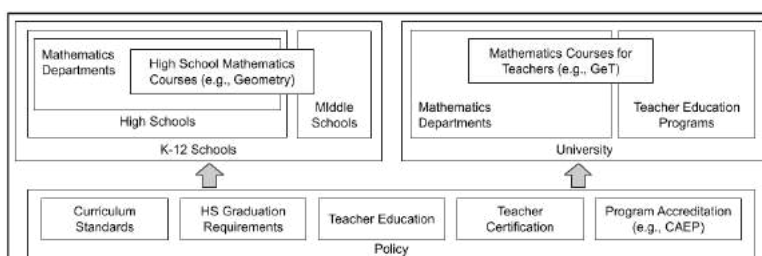 Mathematics
Departments
High School Mathematics
Courses (e.g., Geometry)
High Schools
MIddle
Schools
K-12 Schools
Mathematics Courses for
Teachers (e.g., GeT)
Mathematics
Departments
Teacher Education
Programs
University
Curriculum
Standards
HS Graduation
Requirements
Teacher Education
Teacher
Certification
Program Accreditation
(e.g., CAEP)
Policy